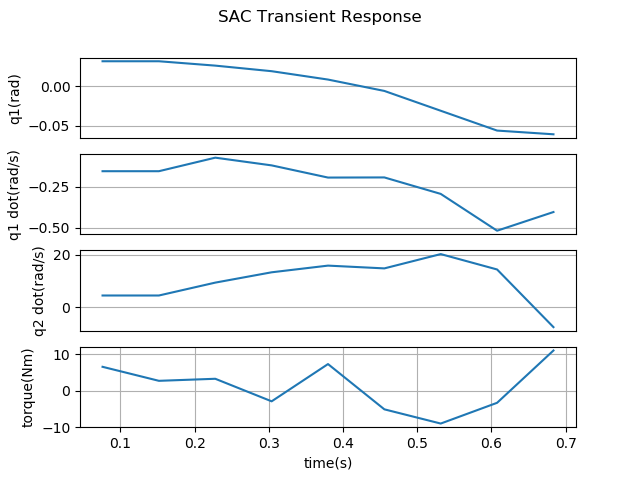 SAC Transient Response
q1(rad)
0.00
−0.05
q1 dot(rad/s)
−0.25
−0.50
q2 dot(rad/s)
20
0
torque(Nm)
10
0
−10
0.1 0.2 0.3 0.4 0.5 0.6 0.7
time(s)